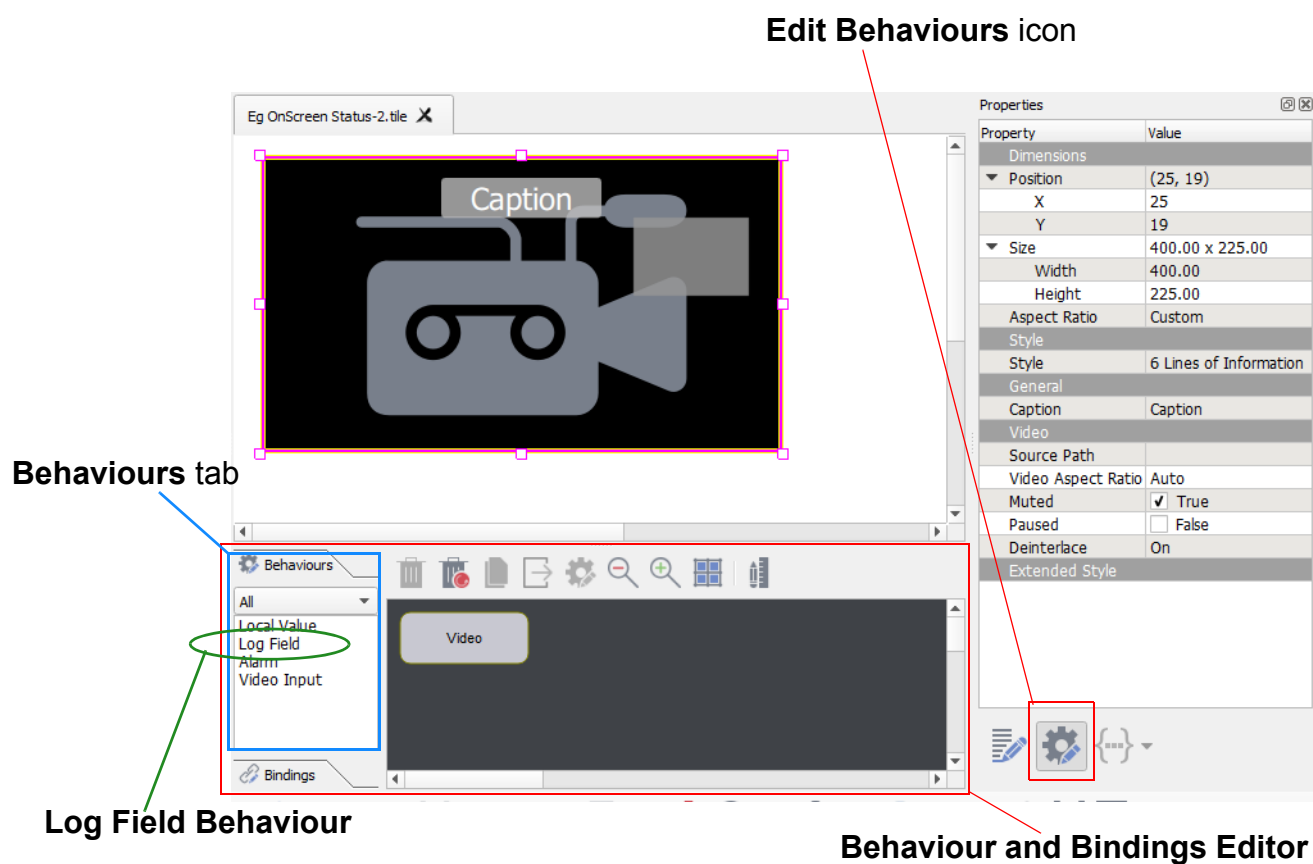 Edit Behaviours icon
Eg OnScreen Status-2.tile
Caption
Properties
Property Value
Dimensions
Position (25, 19)
X 25
Y 19
Size 400.00 x 225.00
Width 400.00
Height 225.00
Aspect Ratio Custom
Style
Style 6 Lines of Information
General
Caption Caption
Video
Source Path
Video Aspect Ratio Auto
Muted True
Paused False
Deinterlace On
Extended Style
Behaviours tab
Behaviours
All
Local Value
Log Field
Alarm
Video Input
Bindings
Video
Log Field Behaviour
Behaviour and Bindings Editor